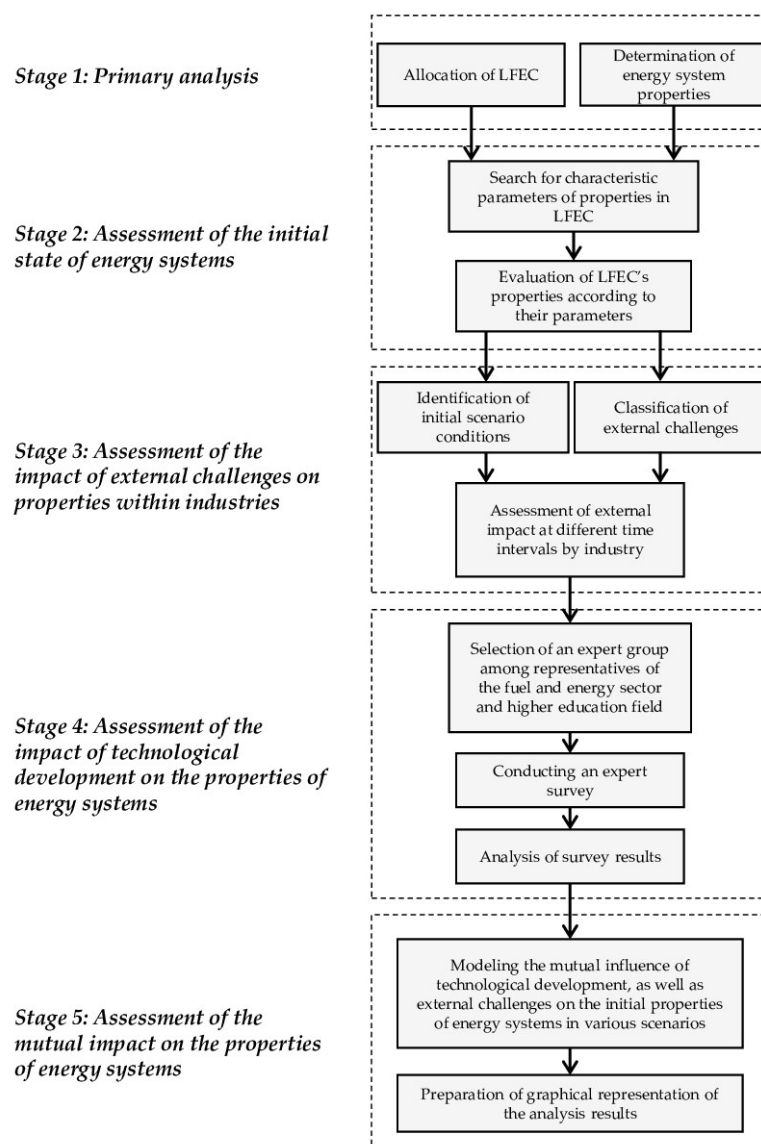 Stage 1: Primary analysis
Allocation of LFEC
Determination of
energy system
properties
Stage 2: Assessment of the initial
state of energy systems
Search for characteristic
parameters of properties in
LFEC
Evaluation of LFEC’s
properties according to
their parameters
Stage 3: Assessment of the
impact of external challenges on
properties within industries
Identification of
initial scenario
conditions
Classification of
external challenges
Assessment of external
impact at different time
intervals by industry
Stage 4: Assessment of the
impact of technological
development on the properties of
energy systems
Selection of an expert group
among representatives of
the fuel and energy sector
and higher education field
Conducting an expert
survey
Analysis of survey results
Stage 5: Assessment of the
mutual impact on the properties
of energy systems
Modeling the mutual influence of
technological development, as well as
external challenges on the initial properties
of energy systems in various scenarios
Preparation of graphical representation of
the analysis results